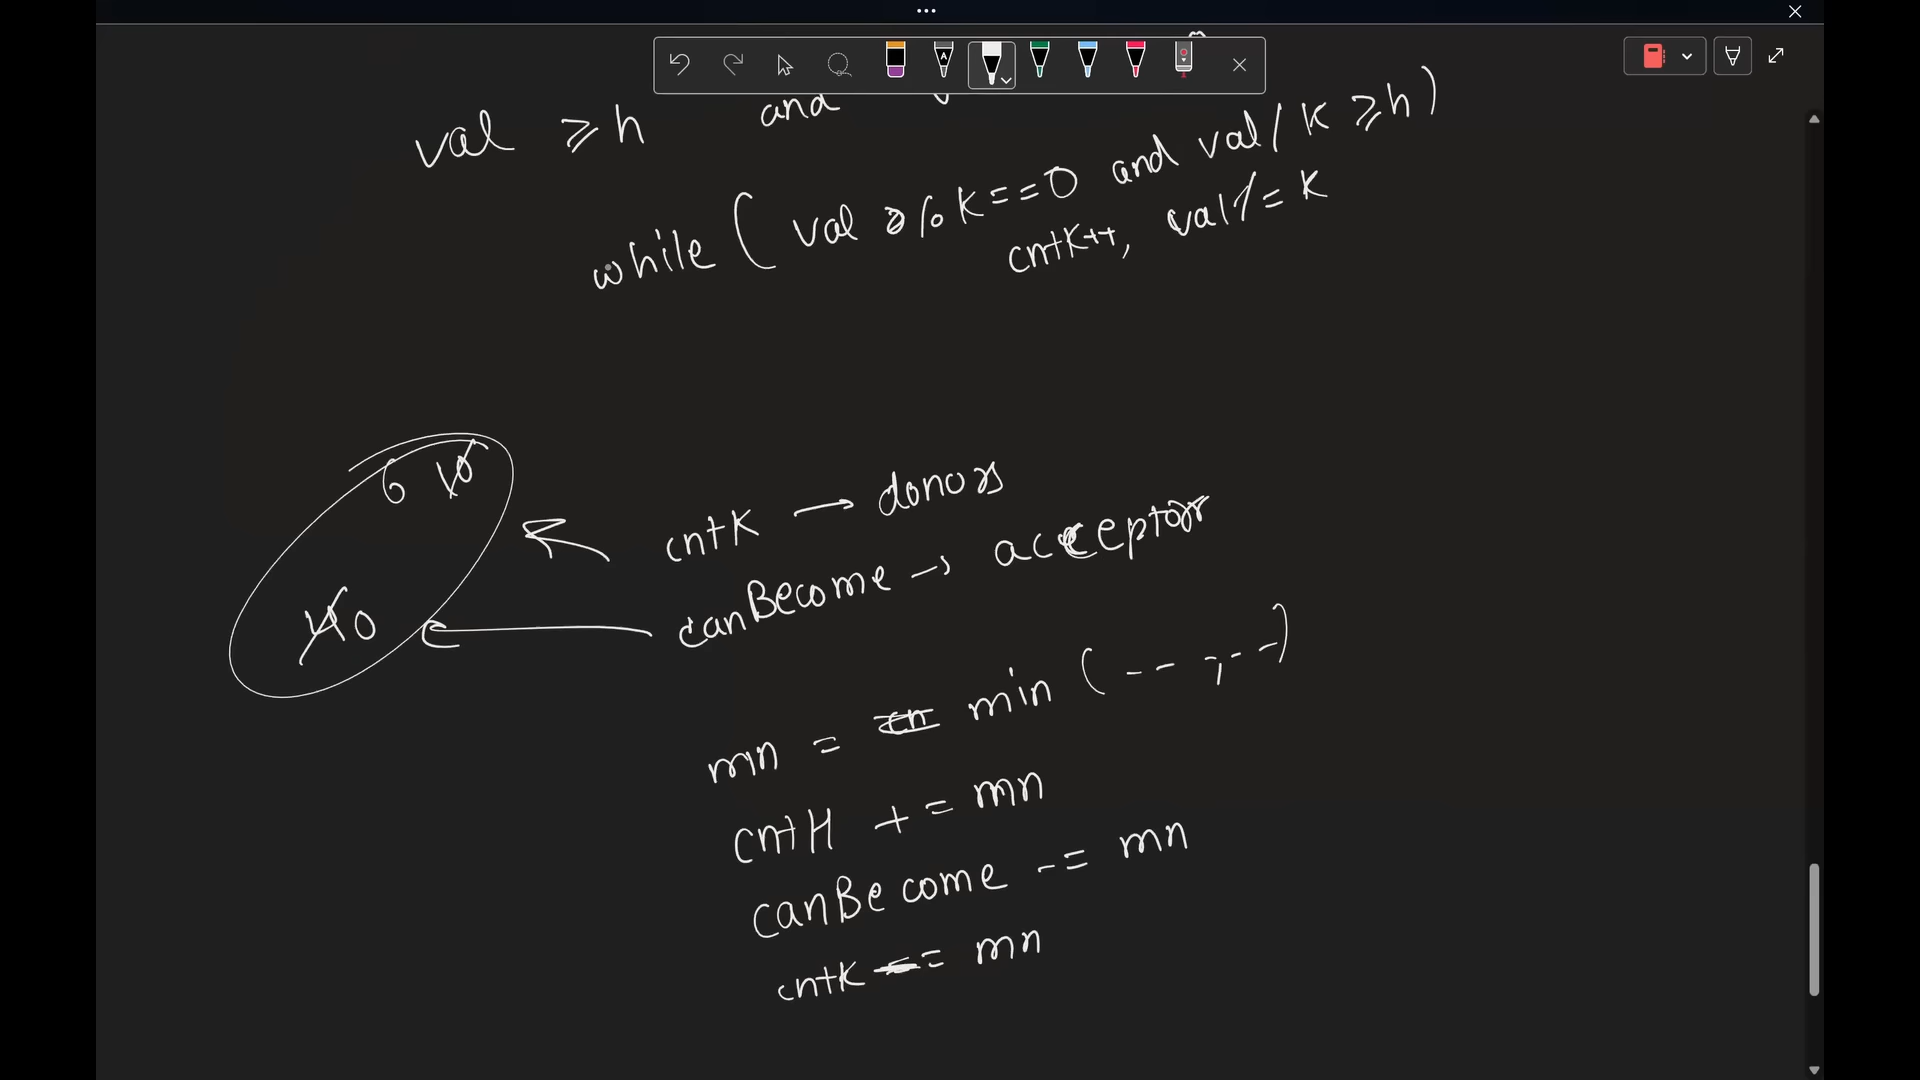 val ≥ h and
while ( val % K == 0 and val / K ≥ h )
cntK++, val /= K
6 10
40
cntK → donors
canBecome → acceptor
mn = min ( -- , -- )
cntH += mn
canBecome -= mn
cntK -= mn